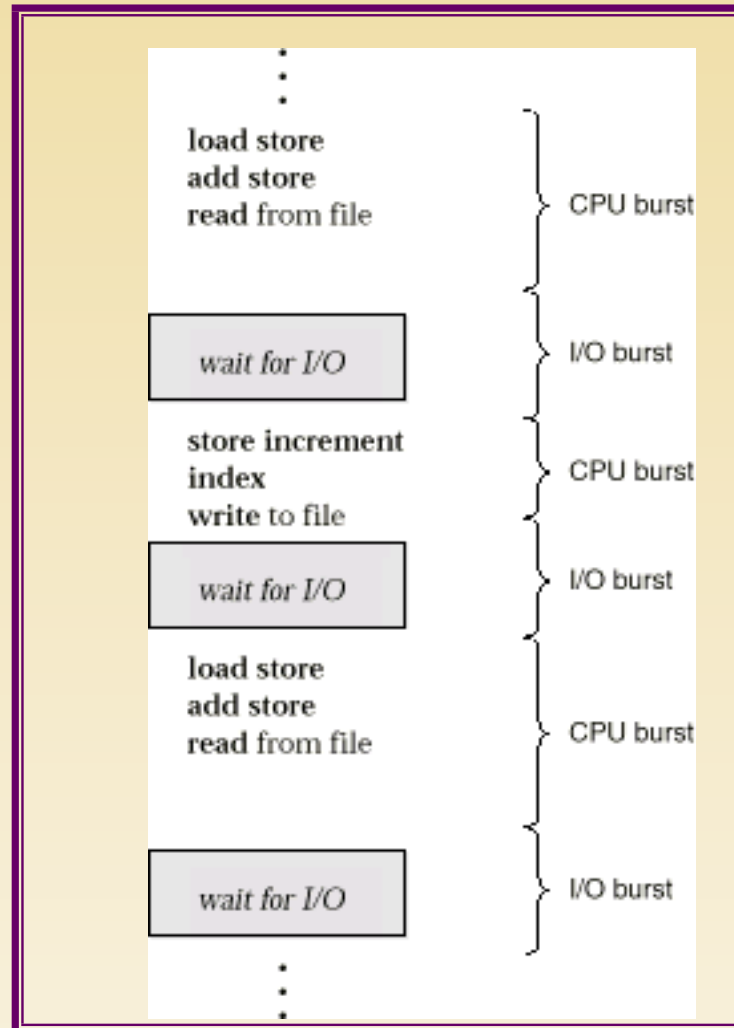 load store
add store
read from file
CPU burst
wait for I/O
I/O burst
store increment
index
write to file
CPU burst
wait for I/O
I/O burst
load store
add store
read from file
CPU burst
wait for I/O
I/O burst